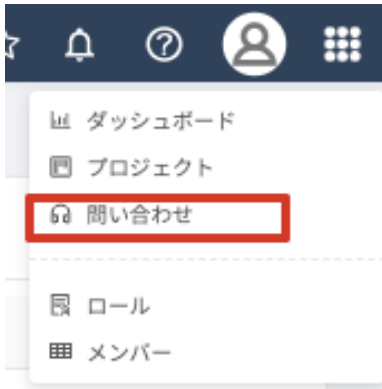 ダッシュボード
プロジェクト
問い合わせ
ロール
メンバー